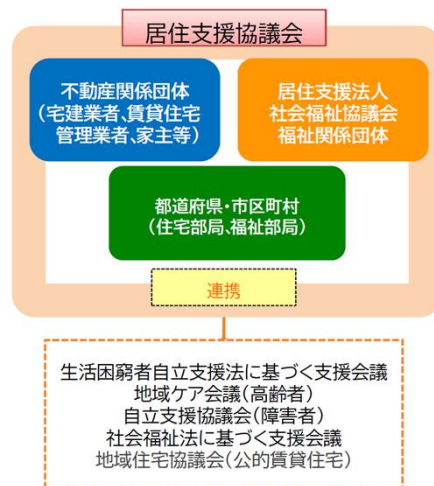 居住支援協議会
不動産関係団体
(宅建業者、賃貸住宅
管理業者、家主等)
居住支援法人
社会福祉協議会
福祉関係団体
都道府県・市区町村
(住宅部局、福祉部局)
連携
生活困窮者自立支援法に基づく支援会議
地域ケア会議(高齢者)
自立支援協議会(障害者)
社会福祉法に基づく支援会議
地域住宅協議会(公的賃貸住宅)